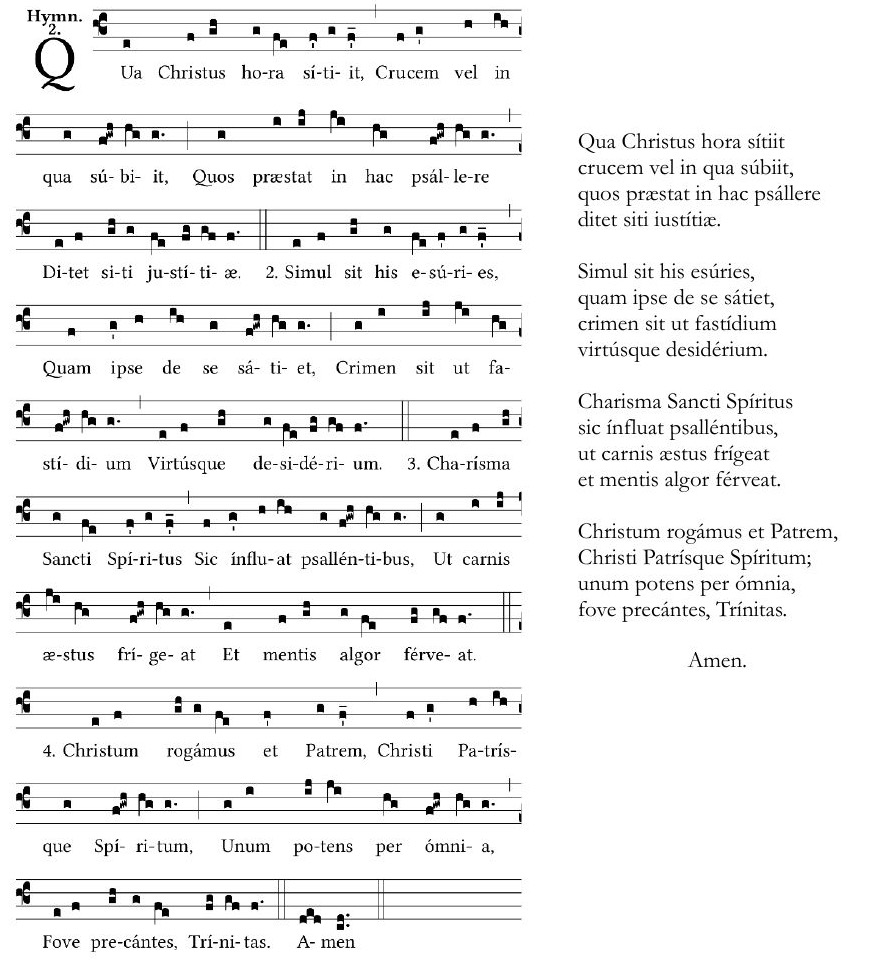 Hymn.
2.
QUa Christus ho-ra sí-ti- it, Crucem vel in
qua sú-bi- it, Quos præstat in hac psál-le-re
Di-tet si-ti ju-stí-ti-æ. 2. Simul sit his e-sú-ri-es,
Quam ipse de se sá-ti-et, Crimen sit ut fa-
stí-di-um Virtúsque de-si-dé-ri-um. 3. Cha-rísma
Sancti Spí-ri-tus Sic ínflu-at psallén-ti-bus, Ut carnis
æ-stus frí-ge-at Et mentis algor férve-at.
4. Christum rogámus et Patrem, Christi Pa-trís-
que Spí-ri-tum, Unum po-tens per ómni-a,
Fove pre-cántes, Trí-ni-tas. A-men
Qua Christus hora sítiit
crucem vel in qua súbiit,
quos præstat in hac psállere
ditet siti iustítiæ.
Simul sit his esúries,
quam ipse de se sátiet,
crimen sit ut fastídium
virtúsque desidérium.
Charisma Sancti Spíritus
sic ínfluat psalléntibus,
ut carnis æstus frígeat
et mentis algor férveat.
Christum rogámus et Patrem,
Christi Patrísque Spíritum;
unum potens per ómnia,
fove precántes, Trínitas.
Amen.